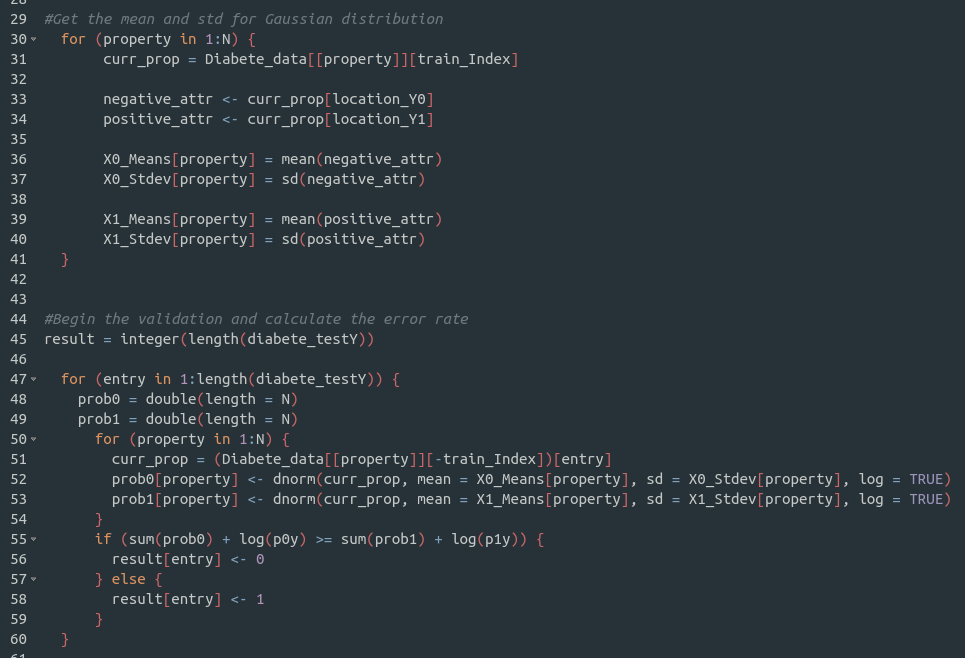 29 #Get the mean and std for Gaussian distribution
30 for (property in 1:N) {
31 curr_prop = Diabete_data[[property]][train_Index]
32
33 negative_attr <- curr_prop[location_Y0]
34 positive_attr <- curr_prop[location_Y1]
35
36 X0_Means[property] = mean(negative_attr)
37 X0_Stdev[property] = sd(negative_attr)
38
39 X1_Means[property] = mean(positive_attr)
40 X1_Stdev[property] = sd(positive_attr)
41 }
42
43
44 #Begin the validation and calculate the error rate
45 result = integer(length(diabete_testY))
46
47 for (entry in 1:length(diabete_testY)) {
48 prob0 = double(length = N)
49 prob1 = double(length = N)
50 for (property in 1:N) {
51 curr_prop = (Diabete_data[[property]][-train_Index])[entry]
52 prob0[property] <- dnorm(curr_prop, mean = X0_Means[property], sd = X0_Stdev[property], log = TRUE)
53 prob1[property] <- dnorm(curr_prop, mean = X1_Means[property], sd = X1_Stdev[property], log = TRUE)
54 }
55 if (sum(prob0) + log(p0y) >= sum(prob1) + log(p1y)) {
56 result[entry] <- 0
57 } else {
58 result[entry] <- 1
59 }
60 }